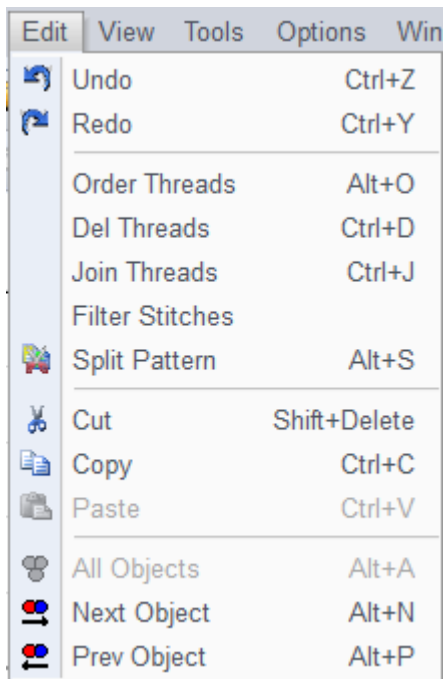 Edit View Tools Options Win
Undo Ctrl+Z
Redo Ctrl+Y
Order Threads Alt+O
Del Threads Ctrl+D
Join Threads Ctrl+J
Filter Stitches
Split Pattern Alt+S
Cut Shift+Delete
Copy Ctrl+C
Paste Ctrl+V
All Objects Alt+A
Next Object Alt+N
Prev Object Alt+P